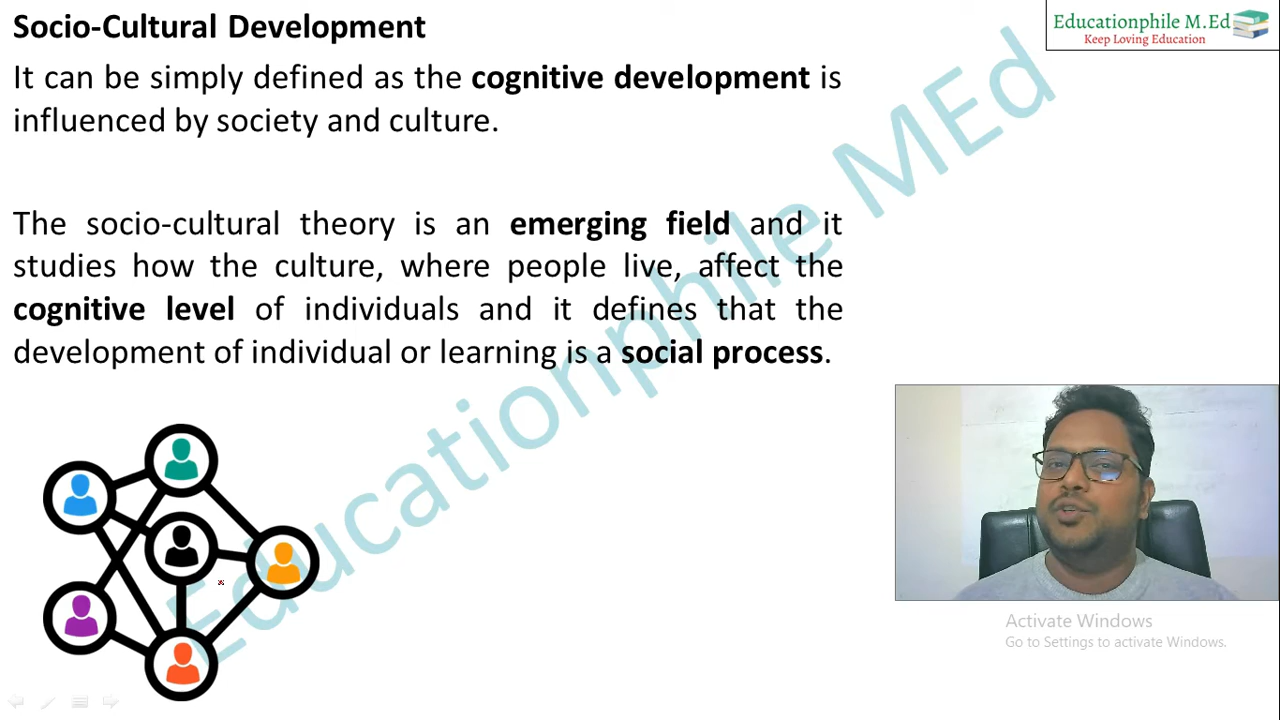 Socio-Cultural Development
Educationphile M.Ed
Keep Loving Education
It can be simply defined as the cognitive development is
influenced by society and culture.
The socio-cultural theory is an emerging field and it
studies how the culture, where people live, affect the
cognitive level of individuals and it defines that the
development of individual or learning is a social process.
Educationphile MEd
Activate Windows
Go to Settings to activate Windows.